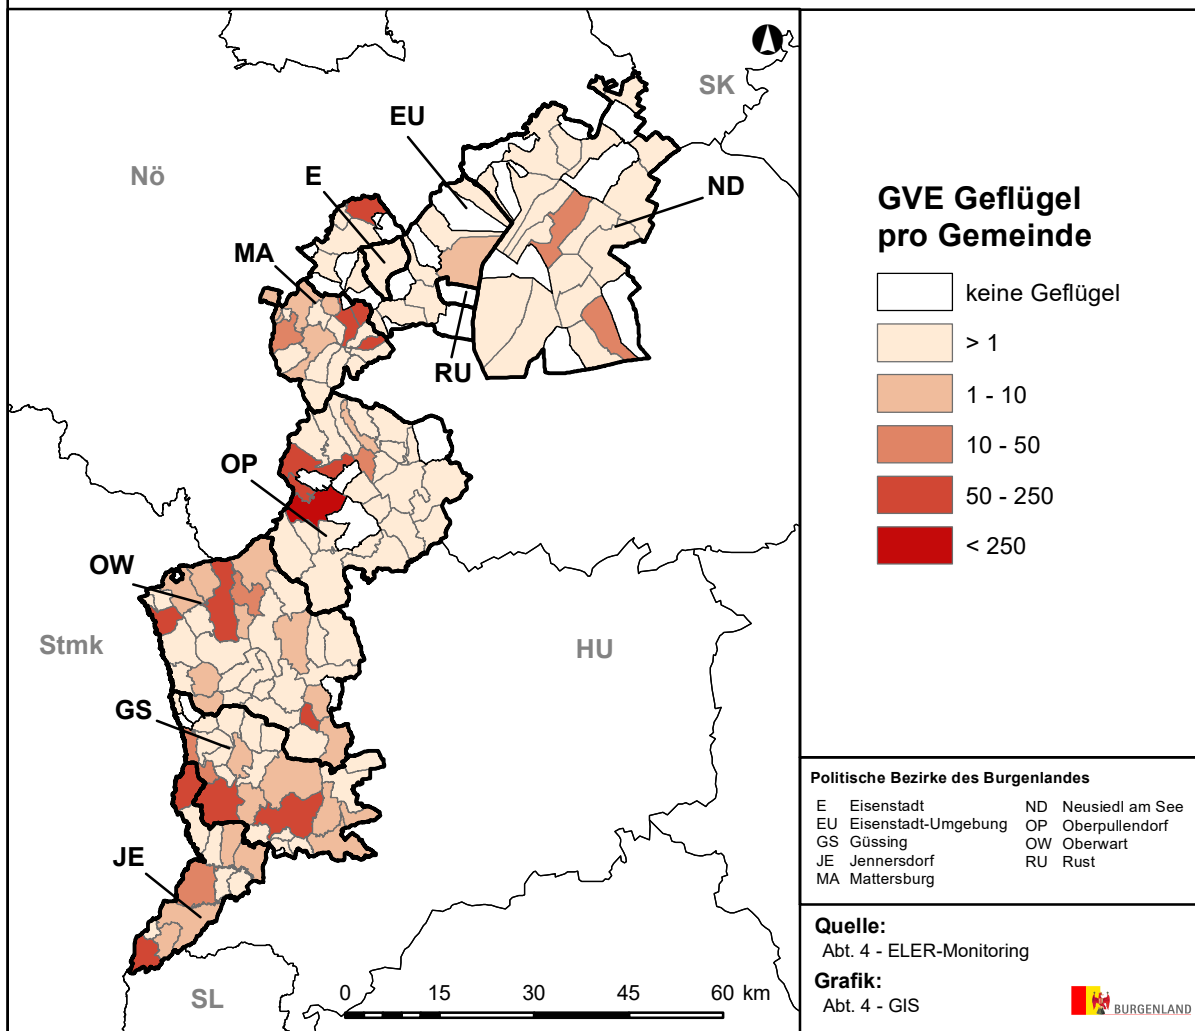 SK
EU
Nö
E
ND
MA
RU
OP
OW
Stmk
HU
GS
JE
SL
0 15 30 45 60 km
GVE Geflügel
pro Gemeinde
keine Geflügel
> 1
1 - 10
10 - 50
50 - 250
< 250
Politische Bezirke des Burgenlandes
E Eisenstadt
EU Eisenstadt-Umgebung
GS Güssing
JE Jennersdorf
MA Mattersburg
ND Neusiedl am See
OP Oberpullendorf
OW Oberwart
RU Rust
Quelle:
Abt. 4 - ELER-Monitoring
Grafik:
Abt. 4 - GIS
BURGENLAND